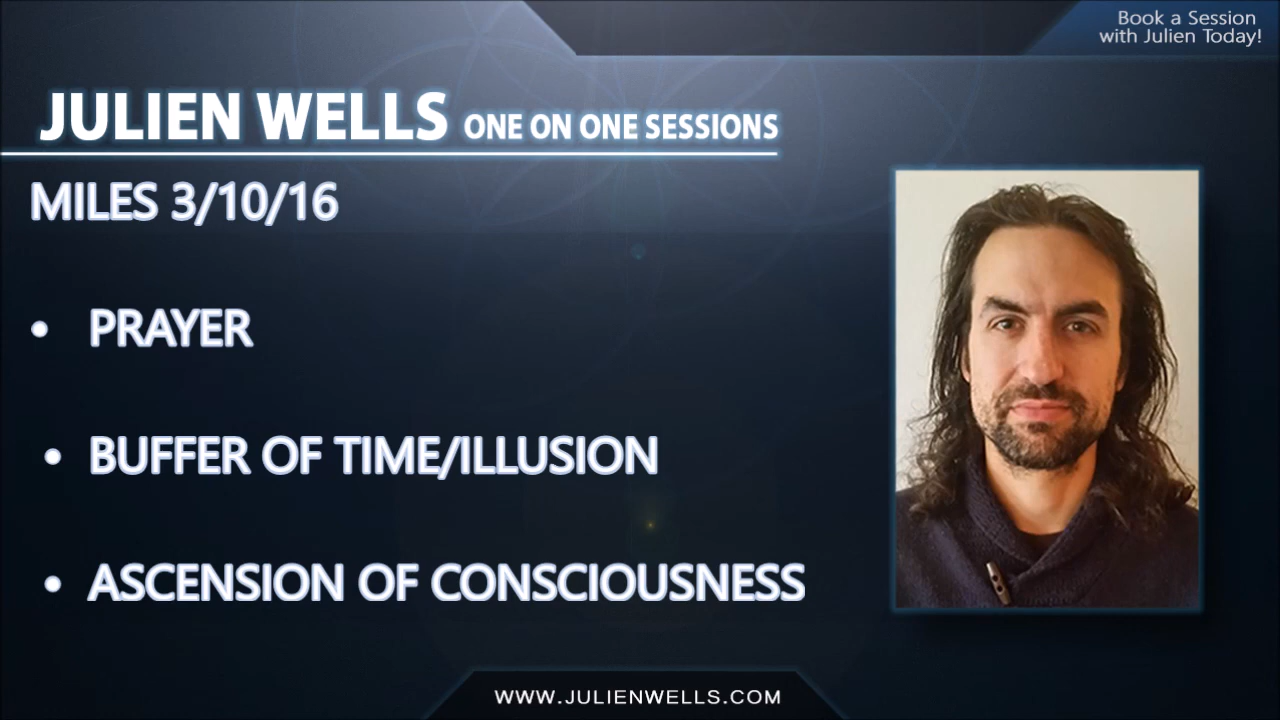 Book a Session
with Julien Today!
JULIEN WELLS ONE ON ONE SESSIONS
MILES 3/10/16
• PRAYER
• BUFFER OF TIME/ILLUSION
• ASCENSION OF CONSCIOUSNESS
WWW.JULIENWELLS.COM